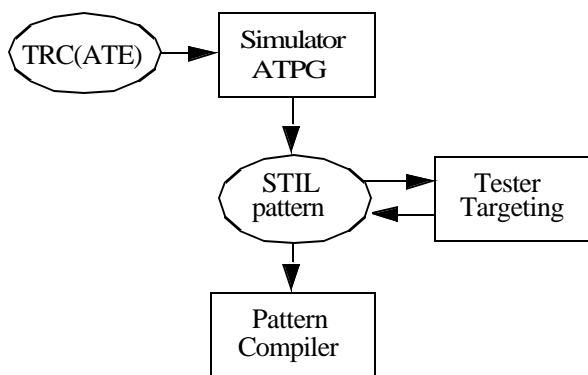 TRC(ATE)
Simulator
ATPG
STIL
pattern
Tester
Targeting
Pattern
Compiler